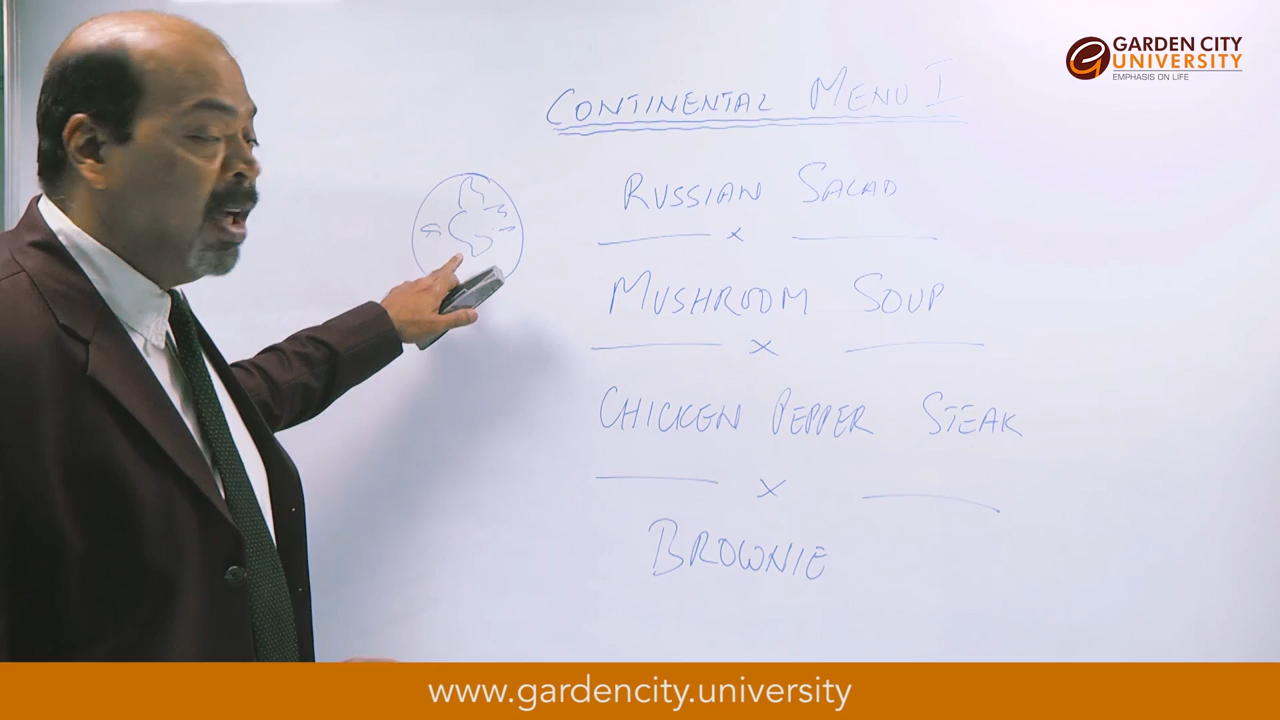 GARDEN CITY
UNIVERSITY
EMPHASIS ON LIFE
CONTINENTAL MENU I
RUSSIAN SALAD
x
MUSHROOM SOUP
x
CHICKEN PEPPER STEAK
x
BROWNIE
www.gardencity.university